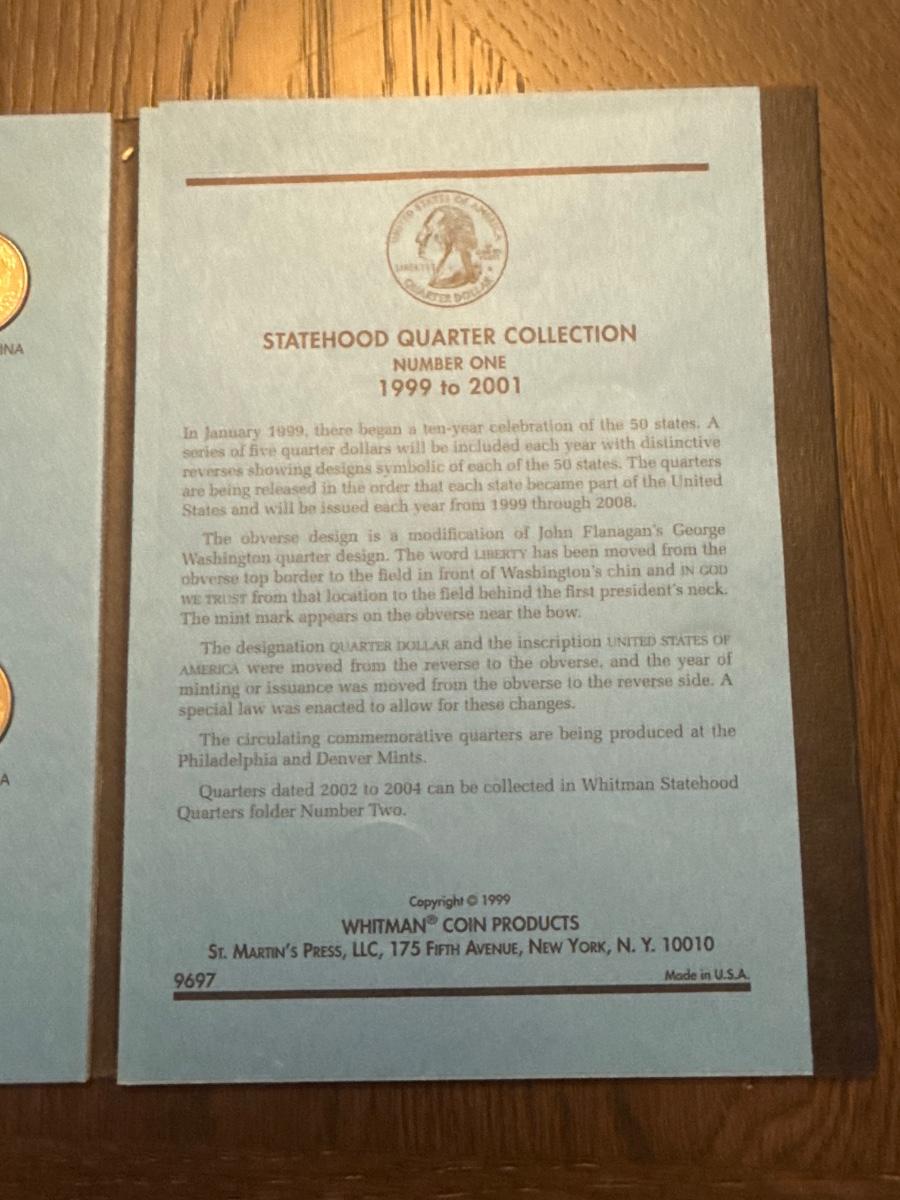 INA
A
UNITED STATES OF AMERICA
LIBERTY
IN GOD WE TRUST
QUARTER DOLLAR
STATEHOOD QUARTER COLLECTION
NUMBER ONE
1999 to 2001
In January 1999, there began a ten-year celebration of the 50 states. A
series of five quarter dollars will be included each year with distinctive
reverses showing designs symbolic of each of the 50 states. The quarters
are being released in the order that each state became part of the United
States and will be issued each year from 1999 through 2008.
The obverse design is a modification of John Flanagan's George
Washington quarter design. The word LIBERTY has been moved from the
obverse top border to the field in front of Washington's chin and IN GOD
WE TRUST from that location to the field behind the first president's neck.
The mint mark appears on the obverse near the bow.
The designation QUARTER DOLLAR and the inscription UNITED STATES OF
AMERICA were moved from the reverse to the obverse, and the year of
minting or issuance was moved from the obverse to the reverse side. A
special law was enacted to allow for these changes.
The circulating commemorative quarters are being produced at the
Philadelphia and Denver Mints.
Quarters dated 2002 to 2004 can be collected in Whitman Statehood
Quarters folder Number Two.
Copyright © 1999
WHITMAN® COIN PRODUCTS
ST. MARTIN'S PRESS, LLC, 175 FIFTH AVENUE, NEW YORK, N. Y. 10010
9697 Made in U.S.A.